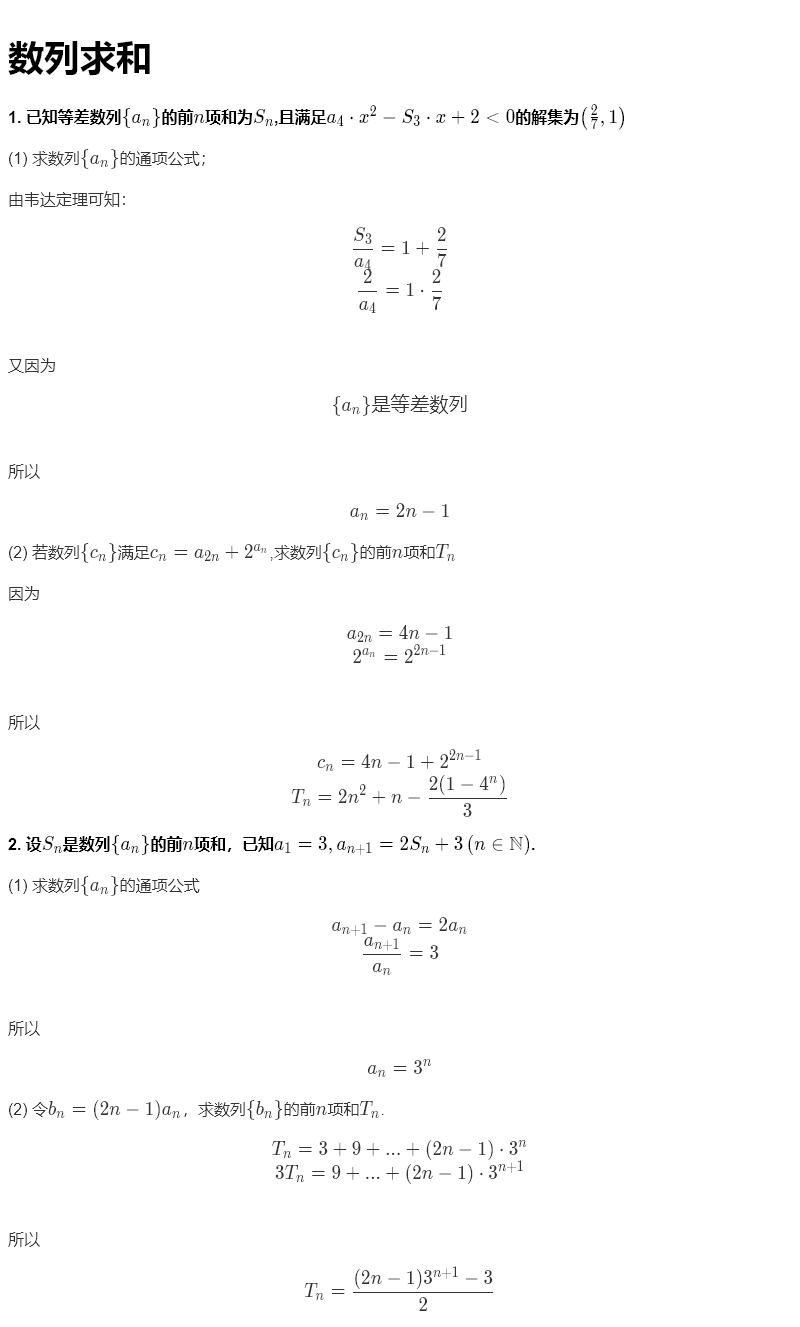 数列求和
1. 已知等差数列$\{a_n\}$的前$n$项和为$S_n$,且满足$a_4 \cdot x^2 - S_3 \cdot x + 2 < 0$的解集为$\left(\frac{2}{7}, 1\right)$
(1) 求数列$\{a_n\}$的通项公式；
由韦达定理可知：
$\frac{S_3}{a_4} = 1 + \frac{2}{7}$
$\frac{2}{a_4} = 1 \cdot \frac{2}{7}$
又因为
$\{a_n\}$是等差数列
所以
$a_n = 2n - 1$
(2) 若数列$\{c_n\}$满足$c_n = a_{2n} + 2^{a_n}$,求数列$\{c_n\}$的前$n$项和$T_n$
因为
$a_{2n} = 4n - 1$
$2^{a_n} = 2^{2n-1}$
所以
$c_n = 4n - 1 + 2^{2n-1}$
$T_n = 2n^2 + n - \frac{2(1 - 4^n)}{3}$
2. 设$S_n$是数列$\{a_n\}$的前$n$项和，已知$a_1 = 3, a_{n+1} = 2S_n + 3\,(n \in \mathbb{N})$.
(1) 求数列$\{a_n\}$的通项公式
$a_{n+1} - a_n = 2a_n$
$\frac{a_{n+1}}{a_n} = 3$
所以
$a_n = 3^n$
(2) 令$b_n = (2n - 1)a_n$，求数列$\{b_n\}$的前$n$项和$T_n$.
$T_n = 3 + 9 + \ldots + (2n - 1) \cdot 3^n$
$3T_n = 9 + \ldots + (2n - 1) \cdot 3^{n+1}$
所以
$T_n = \frac{(2n - 1)3^{n+1} - 3}{2}$